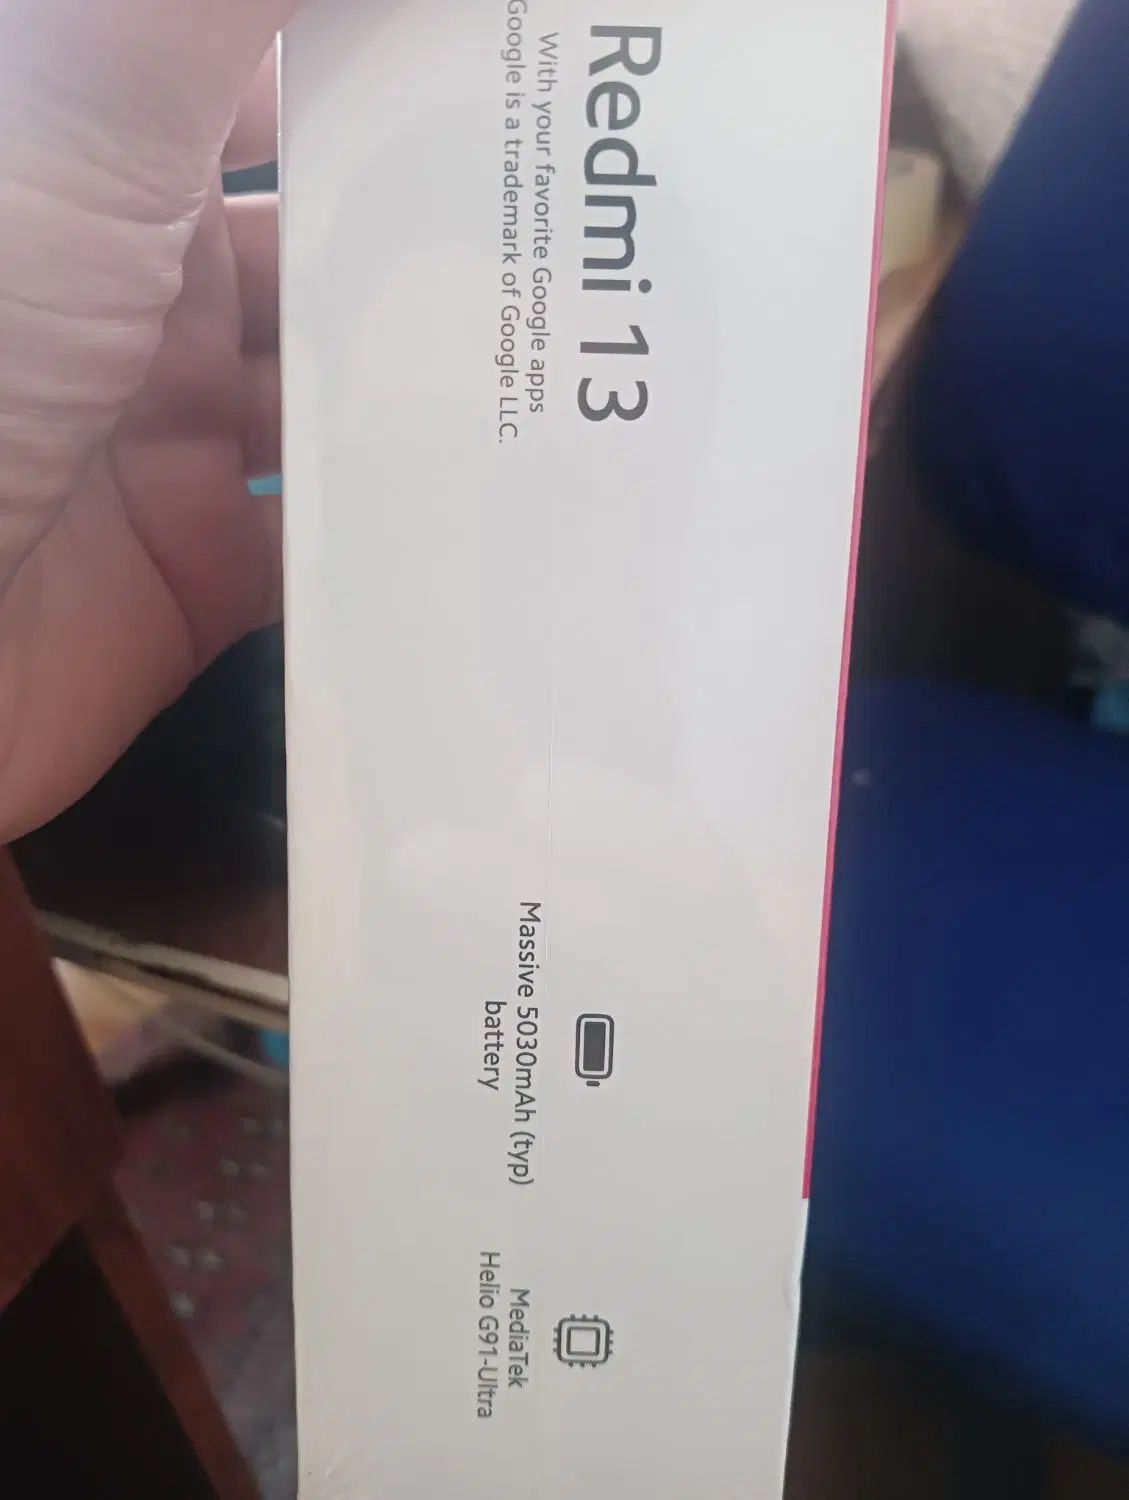 Redmi 13
With your favorite Google apps
Google is a trademark of Google LLC.
Massive 5030mAh (typ)
battery
MediaTek
Helio G91-Ultra